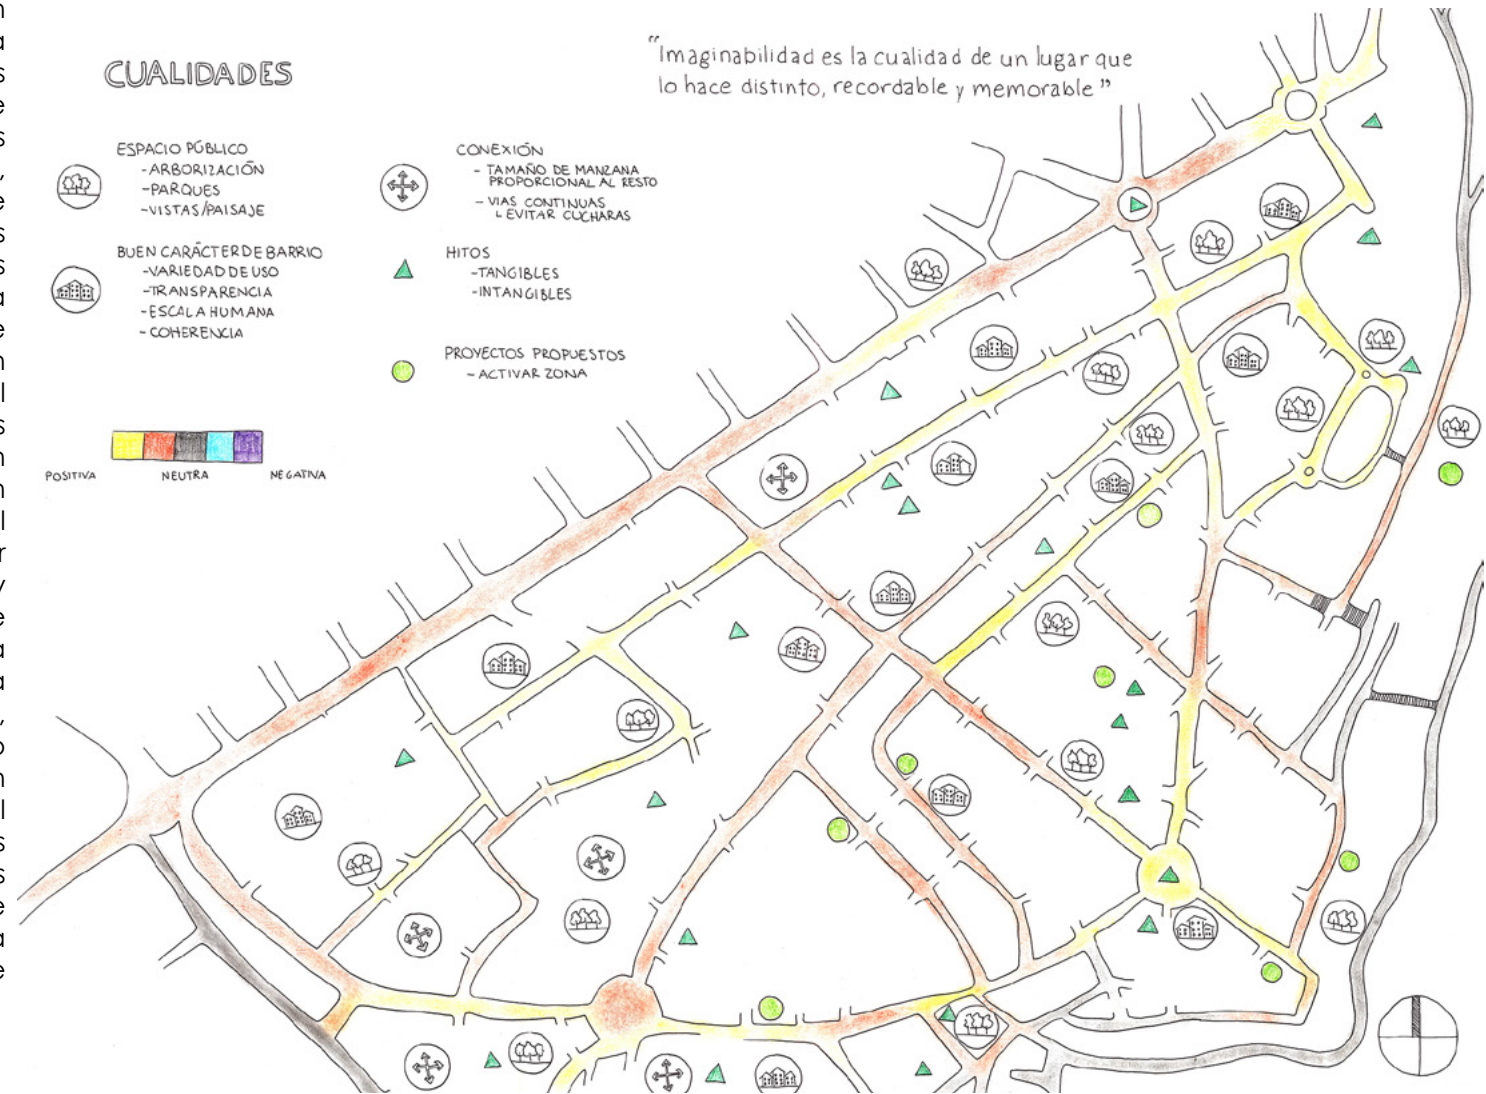 CUALIDADES
"Imaginabilidad es la cualidad de un lugar que
lo hace distinto, recordable y memorable"
ESPACIO PÚBLICO
-ARBORIZACIÓN
-PARQUES
-VISTAS/PAISAJE
BUEN CARÁCTER DE BARRIO
-VARIEDAD DE USO
-TRANSPARENCIA
-ESCALA HUMANA
-COHERENCIA
CONEXIÓN
- TAMAÑO DE MANZANA
PROPORCIONAL AL RESTO
- VIAS CONTINUAS
↳ EVITAR CUCHARAS
HITOS
-TANGIBLES
-INTANGIBLES
PROYECTOS PROPUESTOS
- ACTIVAR ZONA
POSITIVA NEUTRA NEGATIVA